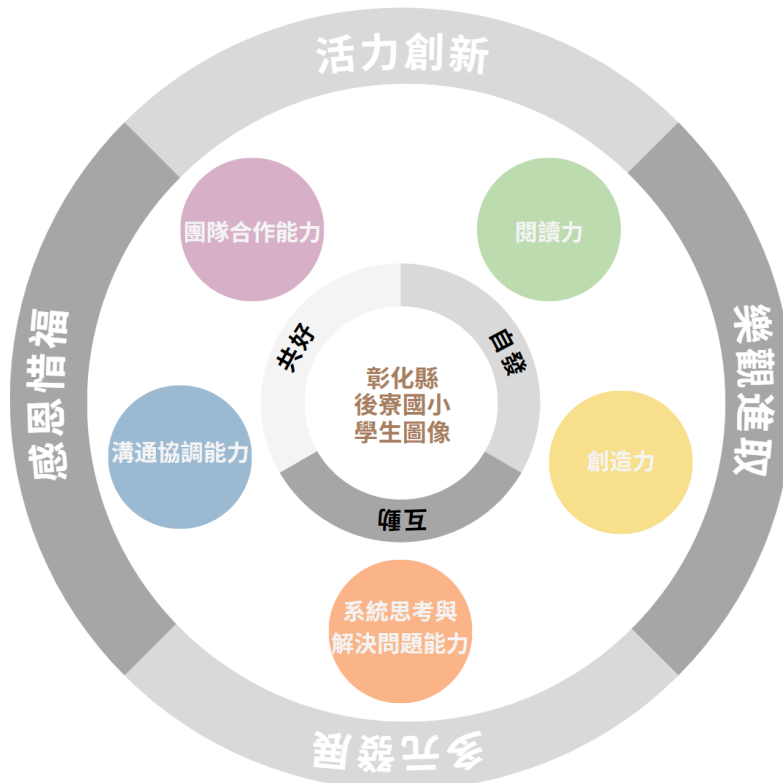 活力創新
團隊合作能力
閱讀力
感恩惜福
樂觀進取
共好
自發
彰化縣
後寮國小
學生圖像
溝通協調能力
創造力
互動
系統思考與
解決問題能力
多元發展